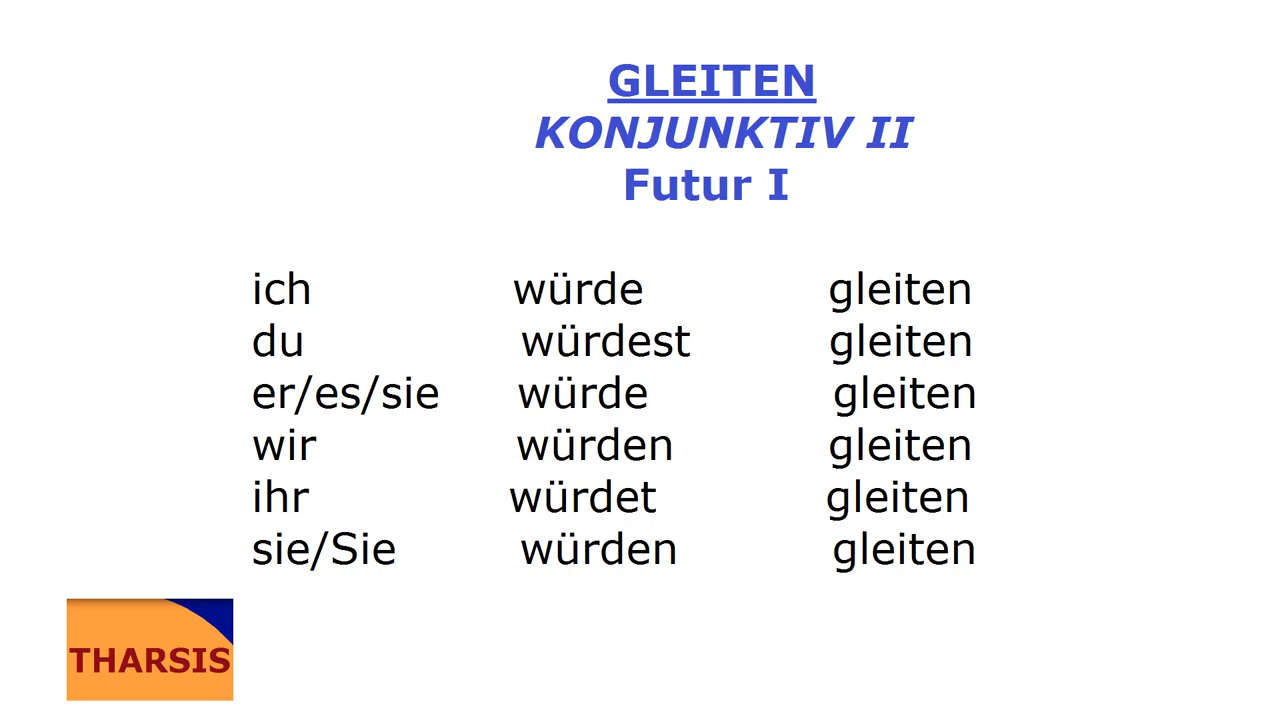 GLEITEN
KONJUNKTIV II
Futur I
ich würde gleiten
du würdest gleiten
er/es/sie würde gleiten
wir würden gleiten
ihr würdet gleiten
sie/Sie würden gleiten
THARSIS